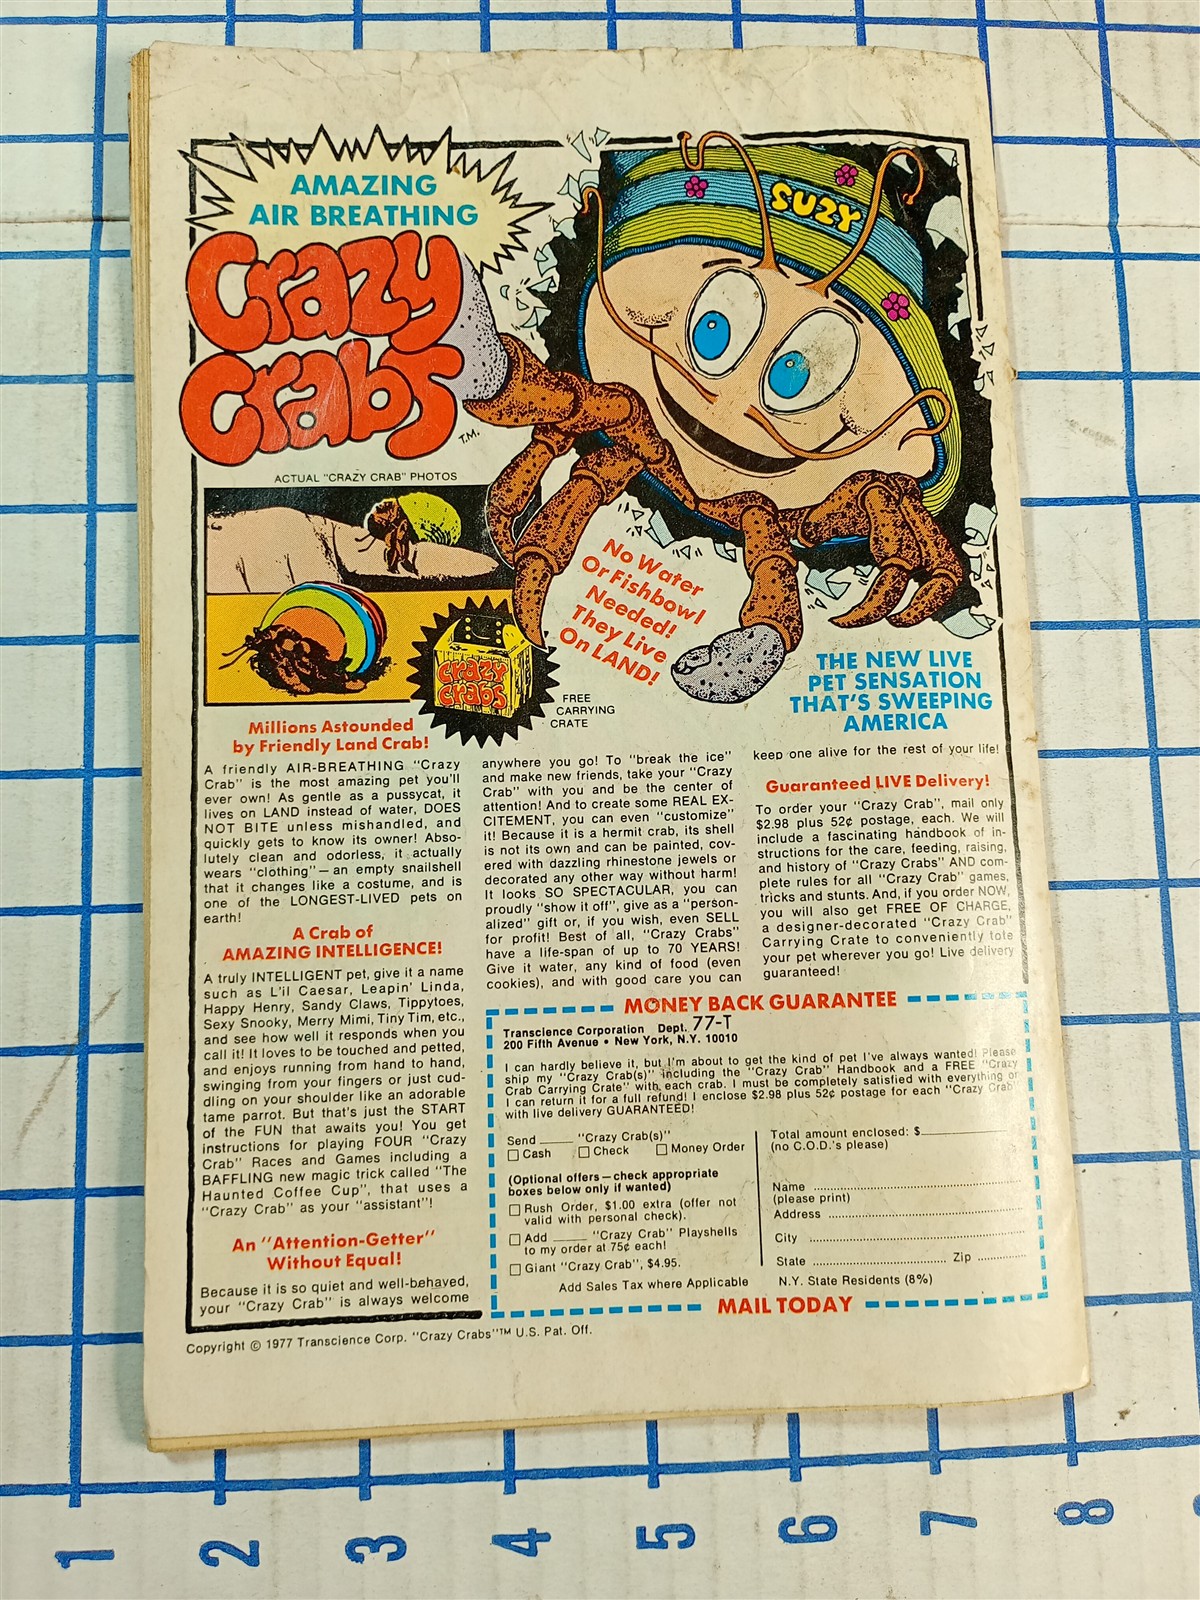 AMAZING
AIR BREATHING
Crazy
Crabs
T.M.
SUZY
ACTUAL "CRAZY CRAB" PHOTOS
crazy
crabs
FREE
CARRYING
CRATE
No Water
Or Fishbowl
Needed!
They Live
On LAND!
THE NEW LIVE
PET SENSATION
THAT'S SWEEPING
AMERICA
Millions Astounded
by Friendly Land Crab!
A friendly AIR-BREATHING "Crazy
Crab" is the most amazing pet you'll
ever own! As gentle as a pussycat, it
lives on LAND instead of water, DOES
NOT BITE unless mishandled, and
quickly gets to know its owner! Abso-
lutely clean and odorless, it actually
wears "clothing"—an empty snailshell
that it changes like a costume, and is
one of the LONGEST-LIVED pets on
earth!
A Crab of
AMAZING INTELLIGENCE!
A truly INTELLIGENT pet, give it a name
such as L'il Caesar, Leapin' Linda,
Happy Henry, Sandy Claws, Tippytoes,
Sexy Snooky, Merry Mimi, Tiny Tim, etc.,
and see how well it responds when you
call it! It loves to be touched and petted,
and enjoys running from hand to hand,
swinging from your fingers or just cud-
dling on your shoulder like an adorable
tame parrot. But that's just the START
of the FUN that awaits you! You get
instructions for playing FOUR "Crazy
Crab" Races and Games including a
BAFFLING new magic trick called "The
Haunted Coffee Cup", that uses a
"Crazy Crab" as your "assistant"!
An "Attention-Getter"
Without Equal!
Because it is so quiet and well-behaved,
your "Crazy Crab" is always welcome
anywhere you go! To "break the ice"
and make new friends, take your "Crazy
Crab" with you and be the center of
attention! And to create some REAL EX-
CITEMENT, you can even "customize"
it! Because it is a hermit crab, its shell
is not its own and can be painted, cov-
ered with dazzling rhinestone jewels or
decorated any other way without harm!
It looks SO SPECTACULAR, you can
proudly "show it off", give as a "person-
alized" gift or, if you wish, even SELL
for profit! Best of all, "Crazy Crabs"
have a life-span of up to 70 YEARS!
Give it water, any kind of food (even
cookies), and with good care you can
keep one alive for the rest of your life!
Guaranteed LIVE Delivery!
To order your "Crazy Crab", mail only
$2.98 plus 52¢ postage, each. We will
include a fascinating handbook of in-
structions for the care, feeding, raising,
and history of "Crazy Crabs" AND com-
plete rules for all "Crazy Crab" games,
tricks and stunts. And, if you order NOW,
you will also get FREE OF CHARGE,
a designer-decorated "Crazy Crab"
Carrying Crate to conveniently tote
your pet wherever you go! Live delivery
guaranteed!
MONEY BACK GUARANTEE
Transcience Corporation Dept. 77-T
200 Fifth Avenue • New York, N.Y. 10010
I can hardly believe it, but I'm about to get the kind of pet I've always wanted! Please
ship my "Crazy Crab(s)" including the "Crazy Crab" Handbook and a FREE "Crazy
Crab Carrying Crate" with each crab. I must be completely satisfied with everything or
I can return it for a full refund! I enclose $2.98 plus 52¢ postage for each "Crazy Crab"
with live delivery GUARANTEED!
Send _____ "Crazy Crab(s)"
Cash Check Money Order
(Optional offers—check appropriate
boxes below only if wanted)
Rush Order, $1.00 extra (offer not
valid with personal check).
Add _____ "Crazy Crab" Playshells
to my order at 75¢ each!
Giant "Crazy Crab", $4.95.
Add Sales Tax where Applicable
Total amount enclosed: $__________
(no C.O.D.'s please)
Name
(please print)
Address
City
State Zip
N.Y. State Residents (8%)
MAIL TODAY
Copyright © 1977 Transcience Corp. "Crazy Crabs"™ U.S. Pat. Off.
1 2 3 4 5 6 7 8